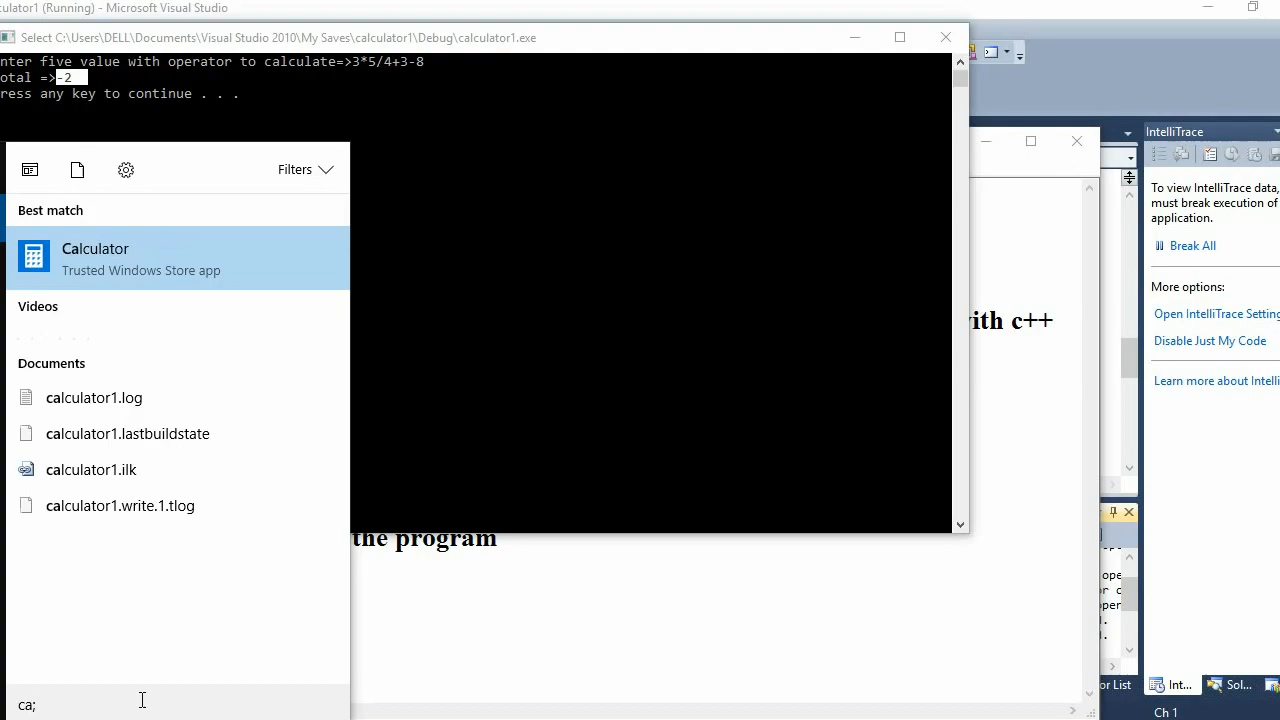 culator1 (Running) - Microsoft Visual Studio
Select C:\Users\DELL\Documents\Visual Studio 2010\My Saves\calculator1\Debug\calculator1.exe
nter five value with operator to calculate=>3*5/4+3-8
otal =>-2
ress any key to continue . . .
Filters
Best match
Calculator
Trusted Windows Store app
Videos
Documents
calculator1.log
calculator1.lastbuildstate
calculator1.ilk
calculator1.write.1.tlog
ca;
ith c++
the program
IntelliTrace
To view IntelliTrace data,
must break execution of
application.
Break All
More options:
Open IntelliTrace Setting
Disable Just My Code
Learn more about Intelli
ope
or c
oper
or List
Int...
Sol...
Ch 1